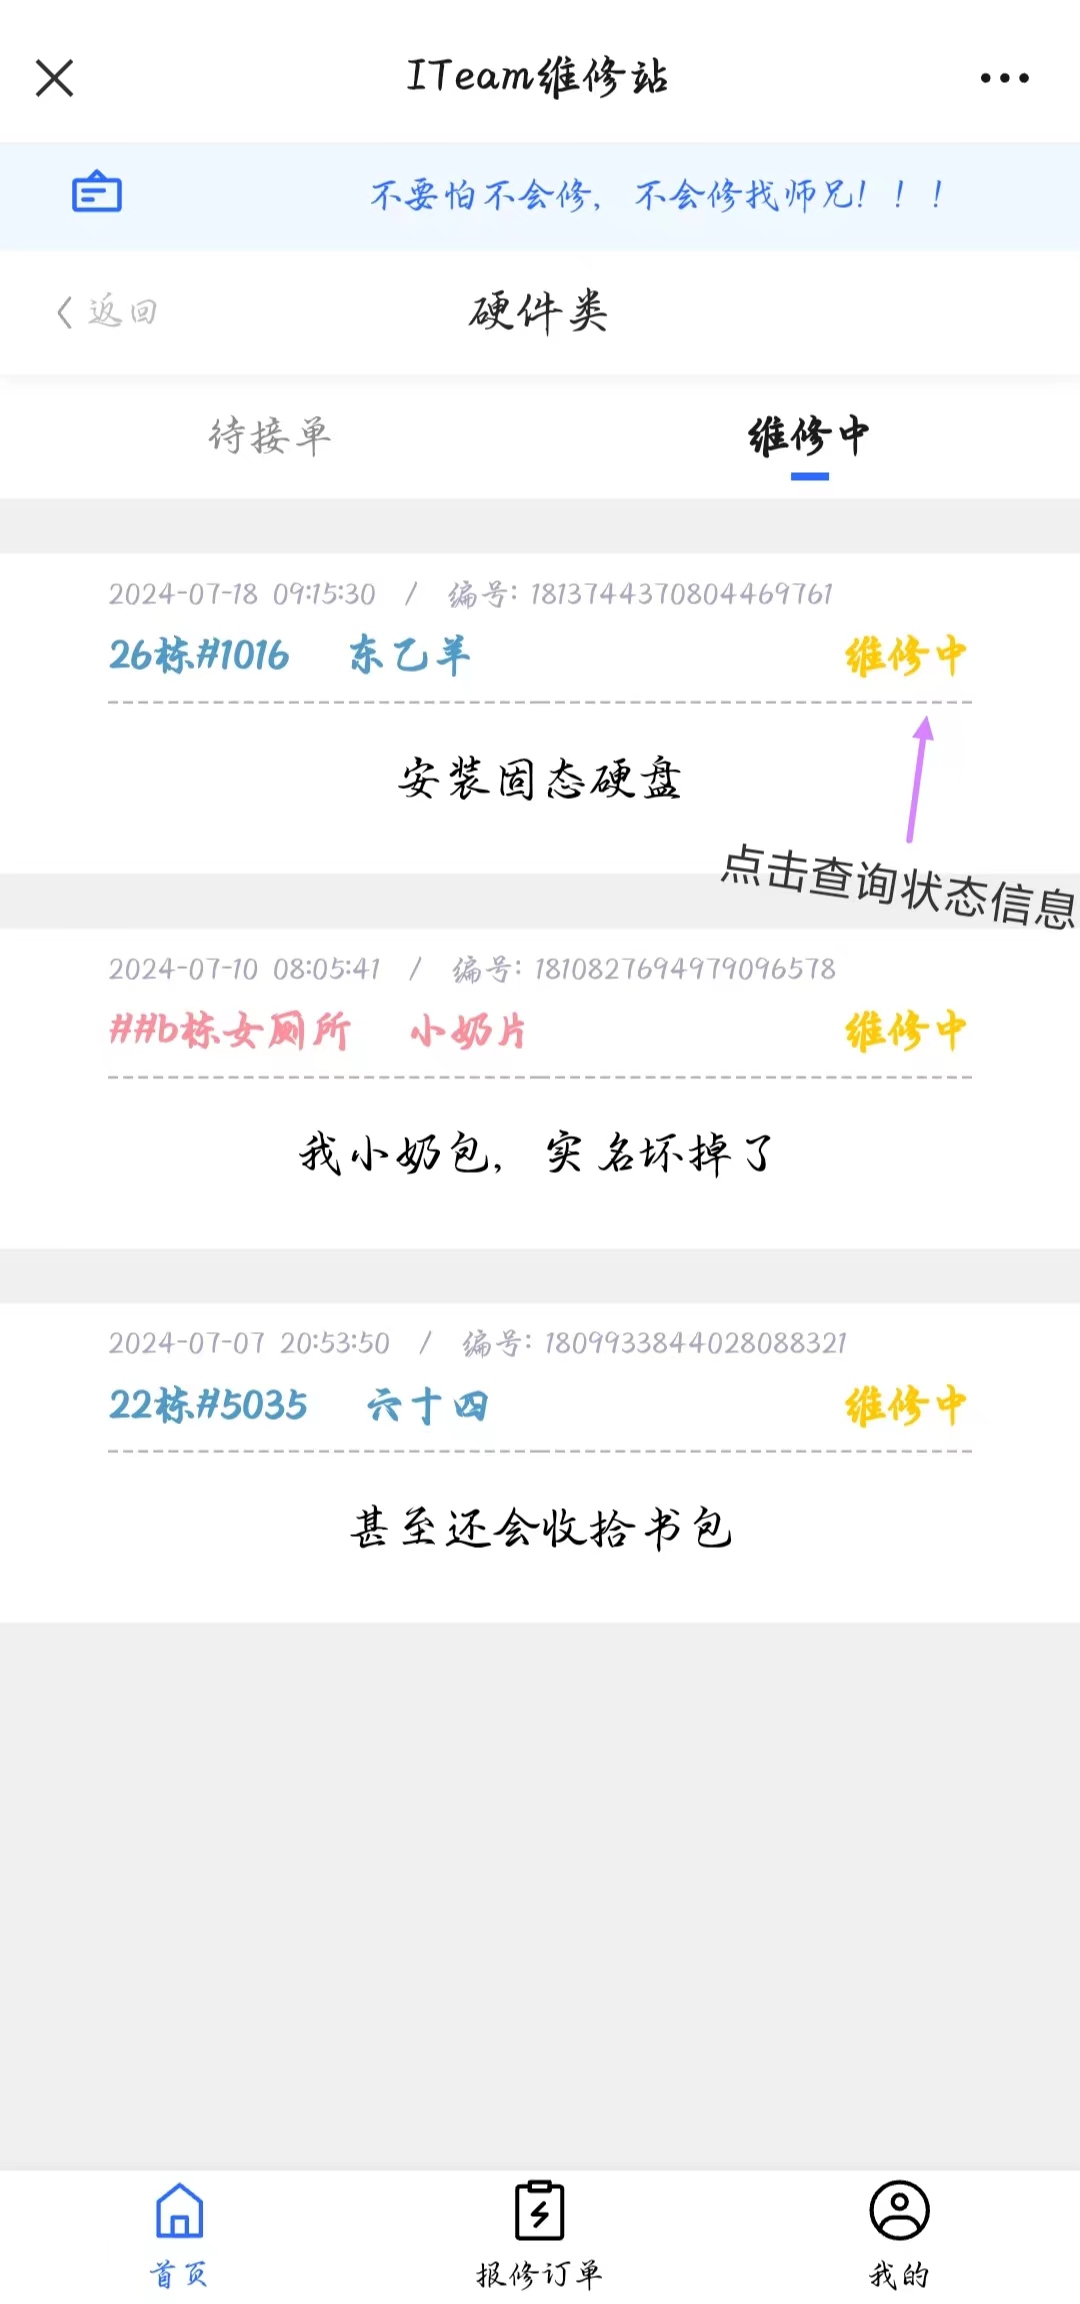 ITeam维修站
不要怕不会修，不会修找师兄！！！
返回
硬件类
待接单
维修中
2024-07-18 09:15:30 / 编号: 1813744370804469761
26栋#1016 东乙羊 维修中
安装固态硬盘
点击查询状态信息
2024-07-10 08:05:41 / 编号: 1810827694979096578
##b栋女厕所 小奶片 维修中
我小奶包，实名坏掉了
2024-07-07 20:53:50 / 编号: 1809933844028088321
22栋#5035 六十四 维修中
甚至还会收拾书包
首页
报修订单
我的